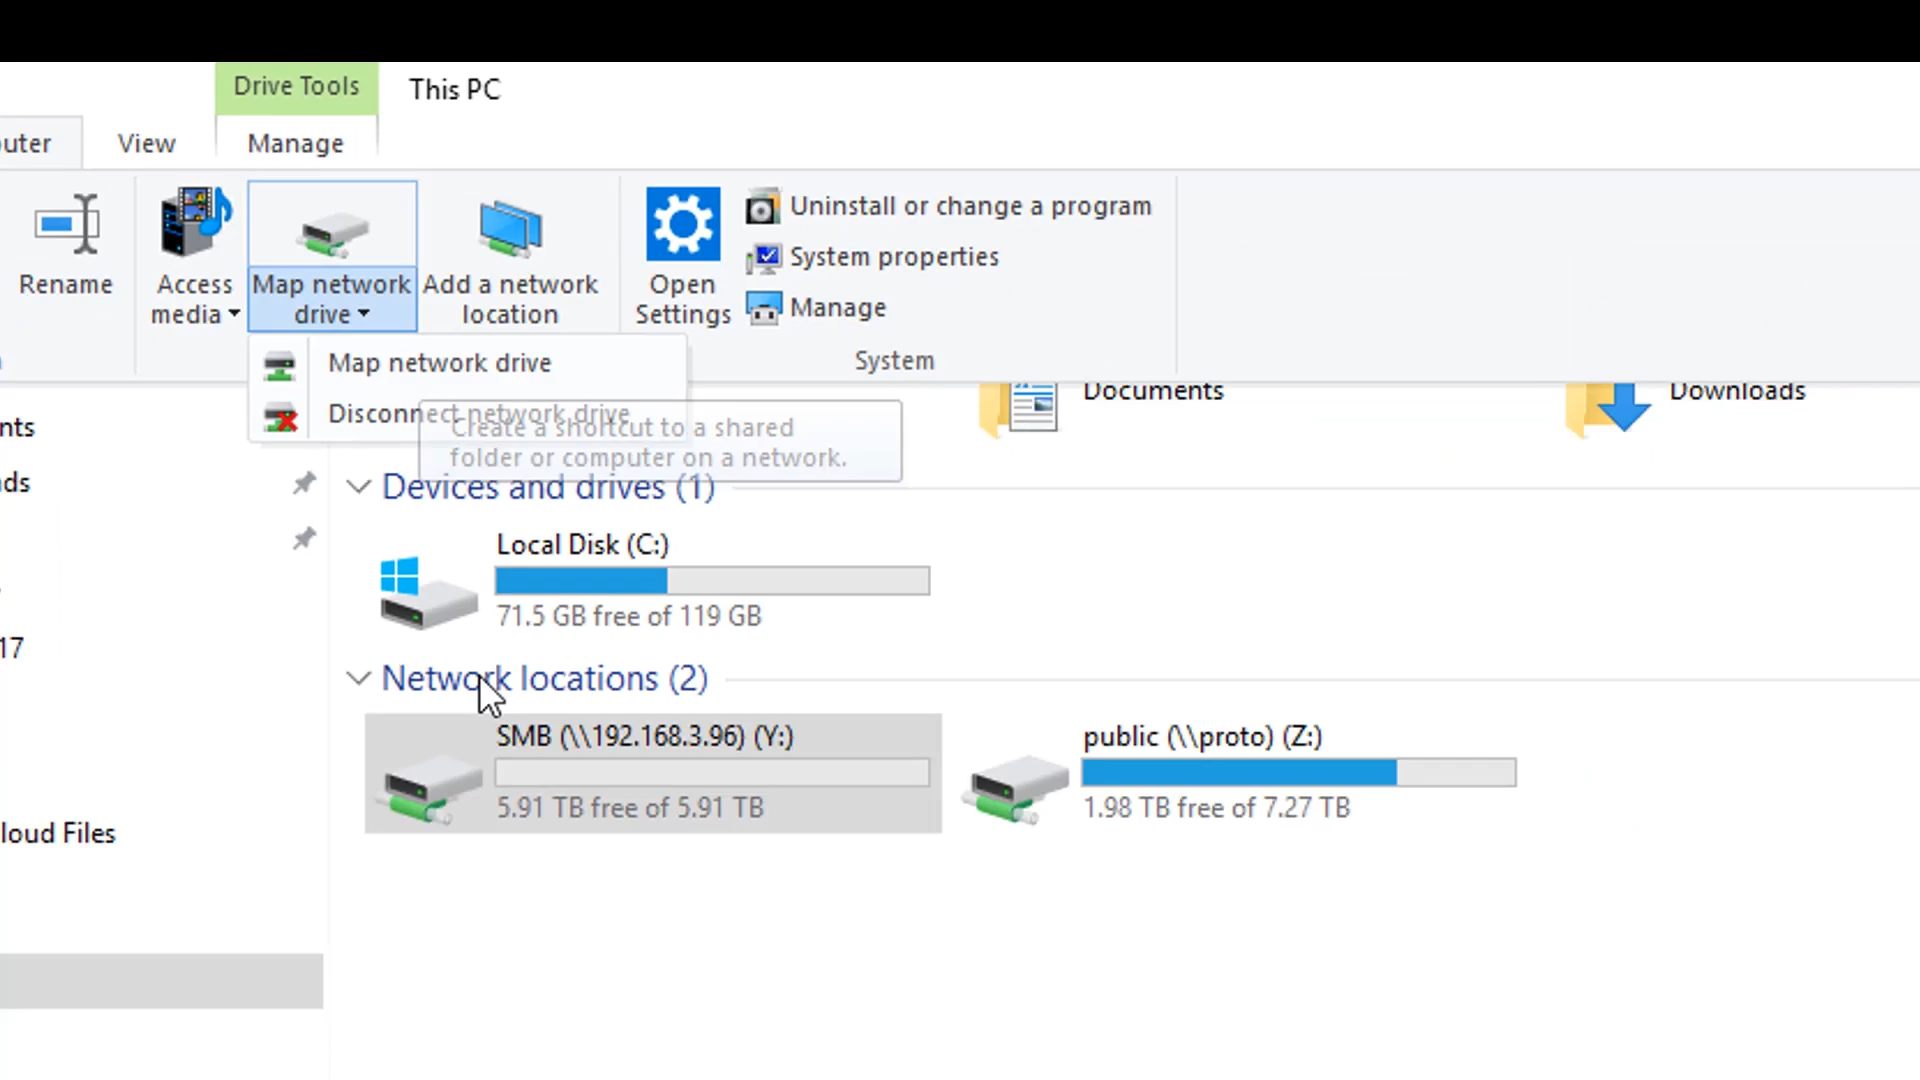 Drive Tools
This PC
uter
View
Manage
Rename
Access
media
Map network
drive
Add a network
location
Open
Settings
Uninstall or change a program
System properties
Manage
System
Map network drive
Disconnect network drive
Create a shortcut to a shared
folder or computer on a network.
Documents
Downloads
nts
ds
17
loud Files
Devices and drives (1)
Local Disk (C:)
71.5 GB free of 119 GB
Network locations (2)
SMB (\\192.168.3.96) (Y:)
5.91 TB free of 5.91 TB
public (\\proto) (Z:)
1.98 TB free of 7.27 TB